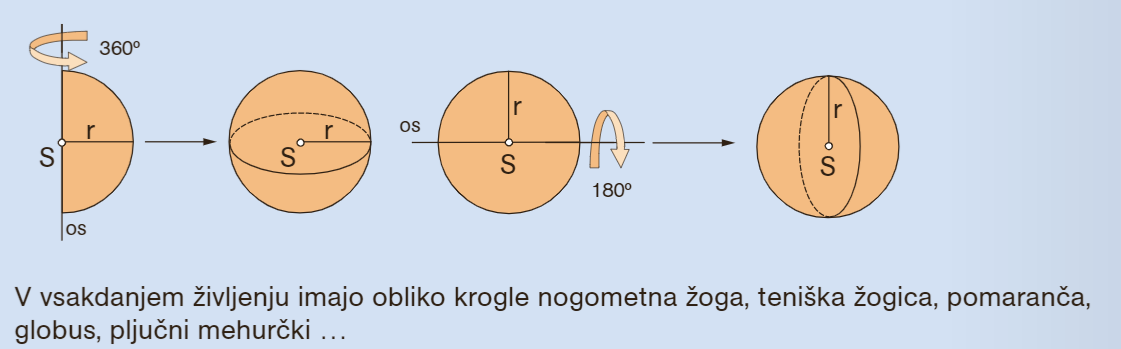 360º
r
S
os
r
S
os
r
S
180º
r
S
V vsakdanjem življenju imajo obliko krogle nogometna žoga, teniška žogica, pomaranča,
globus, pljučni mehurčki ...